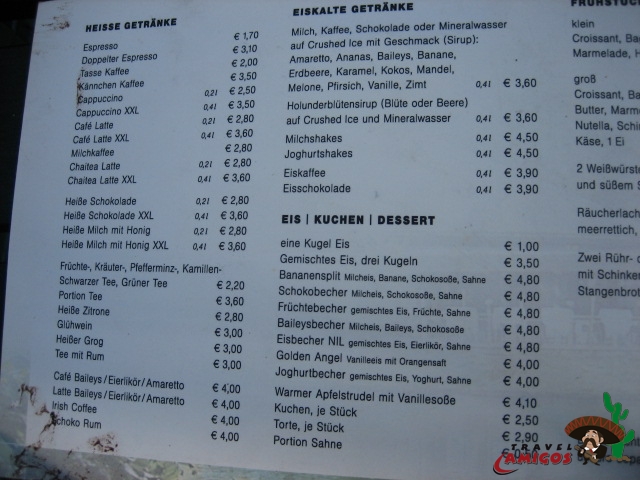 HEISSE GETRÄNKE
Espresso € 1,70
Doppelter Espresso € 3,10
Tasse Kaffee € 2,00
Kännchen Kaffee € 3,50
Cappuccino 0,2l € 2,50
Cappuccino XXL 0,4l € 3,50
Café Latte 0,2l € 2,80
Café Latte XXL 0,4l € 3,60
Milchkaffee € 2,80
Chaitea Latte 0,2l € 2,80
Chaitea Latte XXL 0,4l € 3,60
Heiße Schokolade 0,2l € 2,80
Heiße Schokolade XXL 0,4l € 3,60
Heiße Milch mit Honig 0,2l € 2,80
Heiße Milch mit Honig XXL 0,4l € 3,60
Früchte-, Kräuter-, Pfefferminz-, Kamillen-
Schwarzer Tee, Grüner Tee € 2,20
Portion Tee € 3,60
Heiße Zitrone € 2,80
Glühwein € 3,00
Heißer Grog € 3,00
Tee mit Rum € 3,00
Café Baileys / Eierlikör / Amaretto € 4,00
Latte Baileys / Eierlikör / Amaretto € 4,00
Irish Coffee € 4,00
Schoko Rum € 4,00
EISKALTE GETRÄNKE
Milch, Kaffee, Schokolade oder Mineralwasser
auf Crushed Ice mit Geschmack (Sirup):
Amaretto, Ananas, Baileys, Banane,
Erdbeere, Karamel, Kokos, Mandel,
Melone, Pfirsich, Vanille, Zimt 0,4l € 3,60
Holunderblütensirup (Blüte oder Beere)
auf Crushed Ice und Mineralwasser 0,4l € 3,60
Milchshakes 0,4l € 4,50
Joghurtshakes 0,4l € 4,50
Eiskaffee 0,4l € 3,90
Eisschokolade 0,4l € 3,90
EIS | KUCHEN | DESSERT
eine Kugel Eis € 1,00
Gemischtes Eis, drei Kugeln € 3,50
Bananensplit Milcheis, Banane, Schokosoße, Sahne € 4,80
Schokobecher Milcheis, Schokosoße, Sahne € 4,80
Früchtebecher gemischtes Eis, Früchte, Sahne € 4,80
Baileysbecher Milcheis, Baileys, Schokosoße € 4,80
Eisbecher NIL gemischtes Eis, Eierlikör, Sahne € 4,80
Golden Angel Vanilleeis mit Orangensaft € 4,00
Joghurtbecher gemischtes Eis, Yoghurt, Sahne € 4,00
Warmer Apfelstrudel mit Vanillesoße € 4,10
Kuchen, je Stück € 2,50
Torte, je Stück € 2,90
Portion Sahne
FRÜHSTÜC
klein
Croissant, Ba
Marmelade, H
groß
Croissant, Ba
Butter, Marme
Nutella, Schin
Käse, 1 Ei
2 Weißwürste
und süßem S
Räucherlach
meerrettich,
Zwei Rühr- o
mit Schinken
Stangenbrot
TRAVEL
AMIGOS